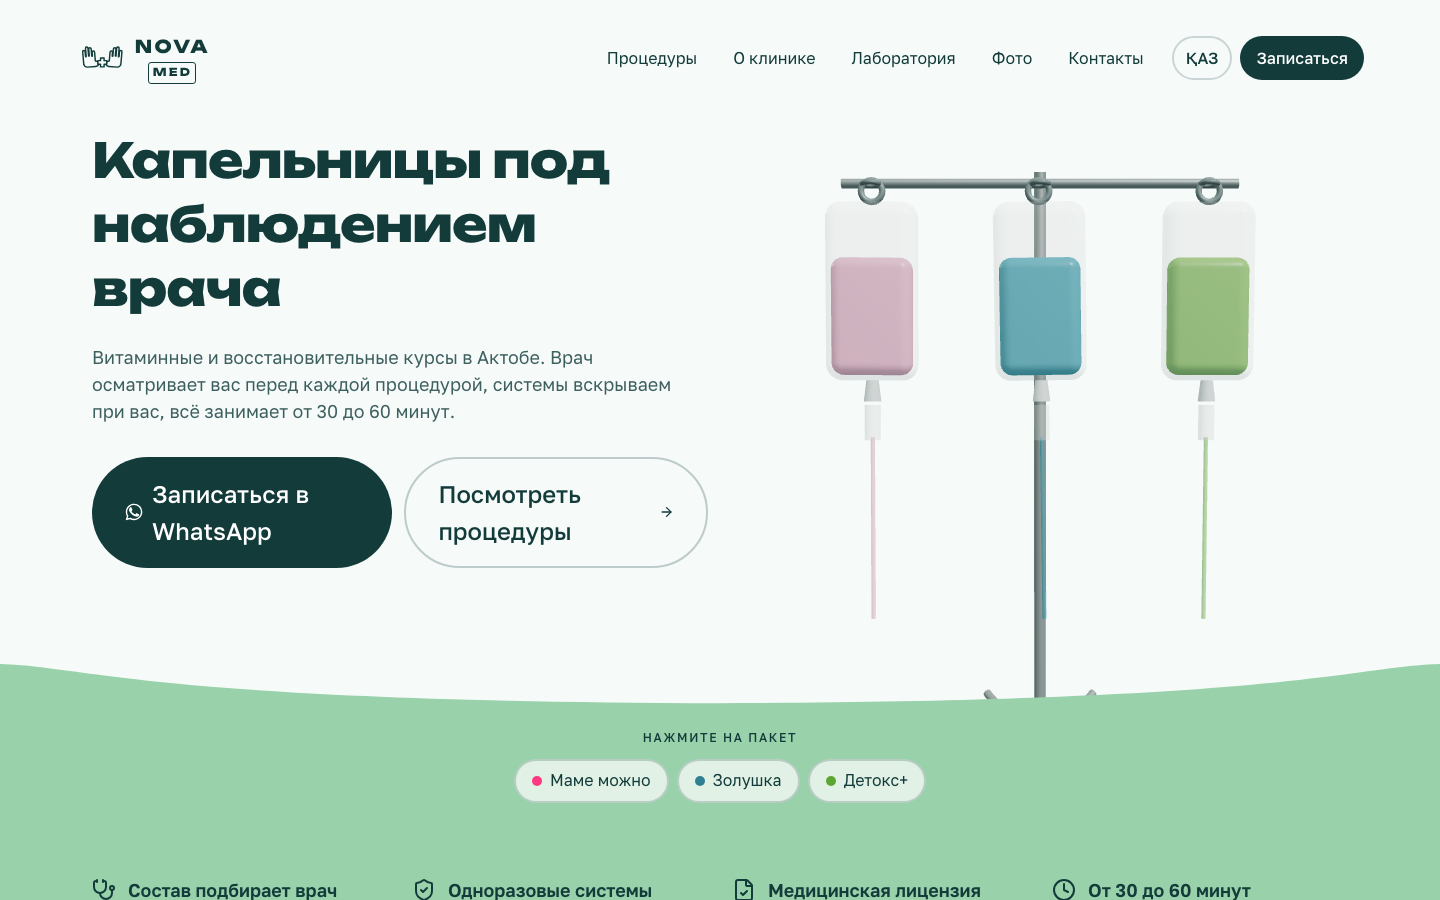 NOVA
MED
Процедуры
О клинике
Лаборатория
Фото
Контакты
ҚАЗ
Записаться
Капельницы под
наблюдением
врача
Витаминные и восстановительные курсы в Актобе. Врач
осматривает вас перед каждой процедурой, системы вскрываем
при вас, всё занимает от 30 до 60 минут.
Записаться в
WhatsApp
Посмотреть
процедуры
НАЖМИТЕ НА ПАКЕТ
Маме можно
Золушка
Детокс+
Состав подбирает врач
Одноразовые системы
Медицинская лицензия
От 30 до 60 минут